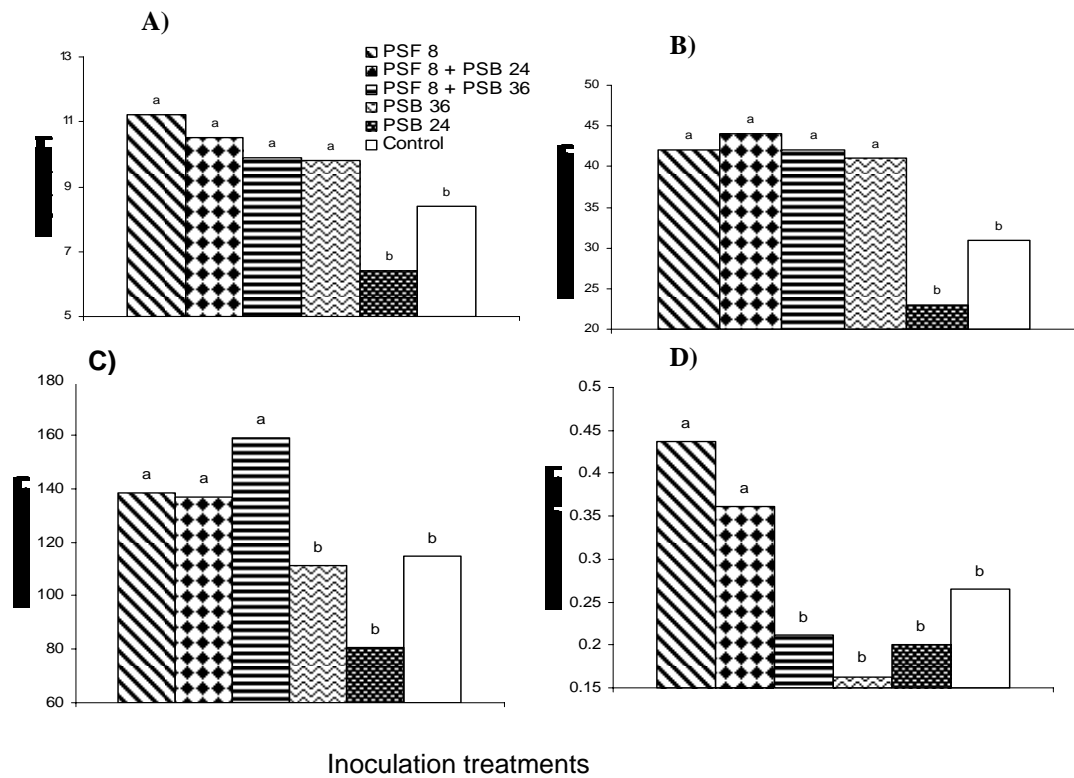 A)
13
11
9
7
5
a
a
a
a
b
b
PSF 8
PSF 8 + PSB 24
PSF 8 + PSB 36
PSB 36
PSB 24
Control
B)
50
45
40
35
30
25
20
a
a
a
a
b
b
C)
180
160
140
120
100
80
60
a
a
a
b
b
b
D)
0.5
0.45
0.4
0.35
0.3
0.25
0.2
0.15
a
a
b
b
b
b
Inoculation treatments